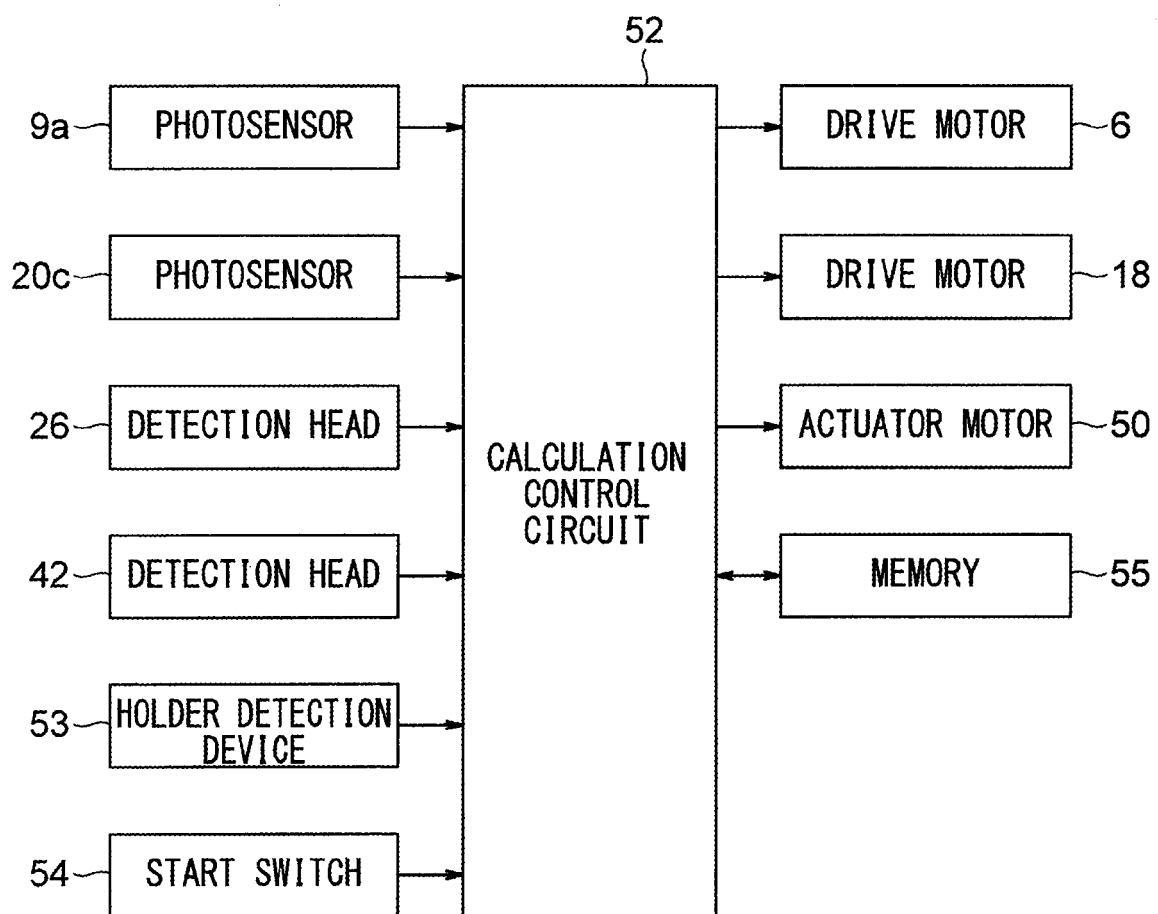 52
9a PHOTOSENSOR
DRIVE MOTOR 6
20c PHOTOSENSOR
DRIVE MOTOR 18
26 DETECTION HEAD
ACTUATOR MOTOR 50
CALCULATION
CONTROL
CIRCUIT
42 DETECTION HEAD
MEMORY 55
53 HOLDER DETECTION
DEVICE
54 START SWITCH